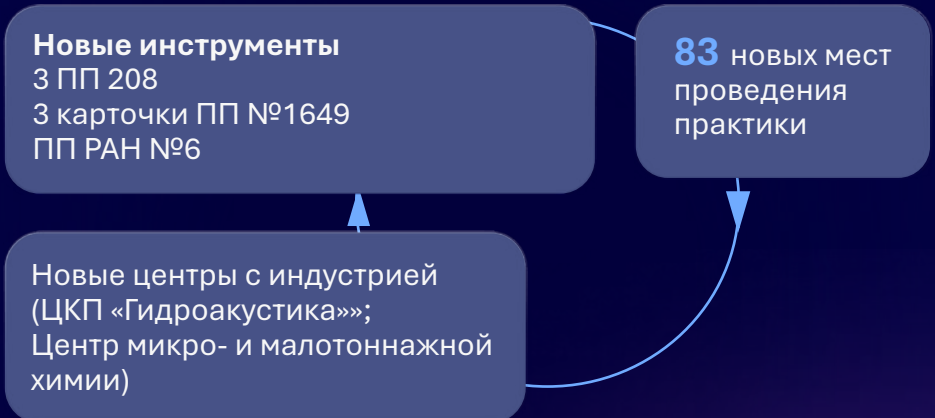 Новые инструменты
3 ПП 208
3 карточки ПП №1649
ПП РАН №6
83 новых мест
проведения
практики
Новые центры с индустрией
(ЦКП «Гидроакустика»»;
Центр микро- и малотоннажной
химии)